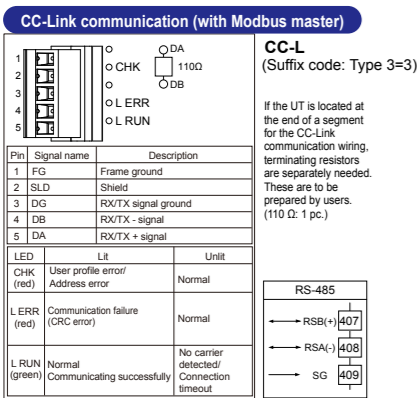 CC-Link communication (with Modbus master)
1
2
3
4
5
CHK
L ERR
L RUN
DA
110Ω
DB
CC-L
(Suffix code: Type 3=3)
If the UT is located at
the end of a segment
for the CC-Link
communication wiring,
terminating resistors
are separately needed.
These are to be
prepared by users.
(110 Ω: 1 pc.)
Pin Signal name Description
1 FG Frame ground
2 SLD Shield
3 DG RX/TX signal ground
4 DB RX/TX - signal
5 DA RX/TX + signal
LED Lit Unlit
CHK
(red)
User profile error/
Address error
Normal
L ERR
(red)
Communication failure
(CRC error)
Normal
L RUN
(green)
Normal
Communicating successfully
No carrier
detected/
Connection
timeout
RS-485
RSB(+) 407
RSA(-) 408
SG 409